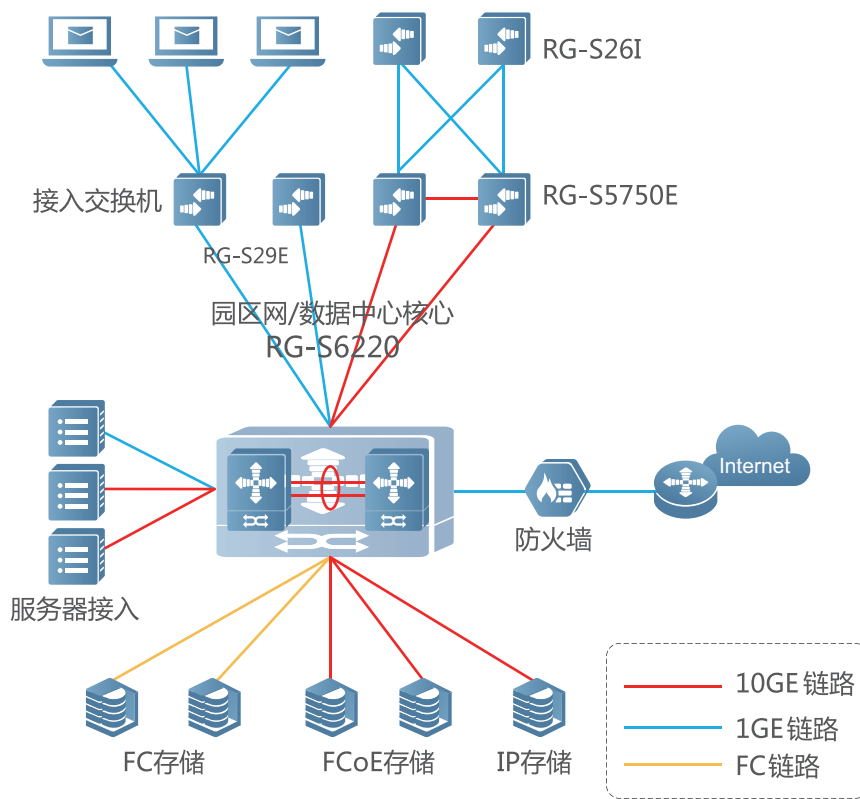 RG-S26I
接入交换机
RG-S5750E
RG-S29E
园区网/数据中心核心
RG-S6220
Internet
防火墙
服务器接入
FC存储
FCoE存储
IP存储
10GE 链路
1GE 链路
FC 链路